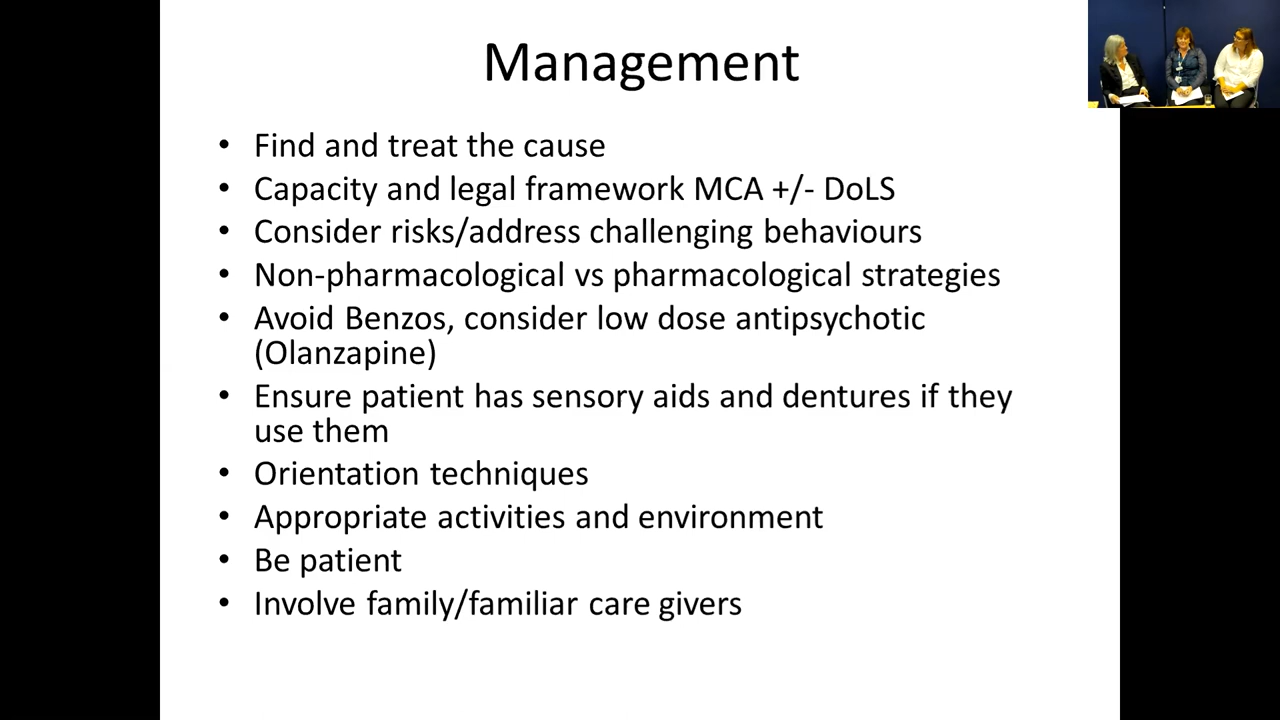 Management
• Find and treat the cause
• Capacity and legal framework MCA +/- DoLS
• Consider risks/address challenging behaviours
• Non-pharmacological vs pharmacological strategies
• Avoid Benzos, consider low dose antipsychotic
(Olanzapine)
• Ensure patient has sensory aids and dentures if they
use them
• Orientation techniques
• Appropriate activities and environment
• Be patient
• Involve family/familiar care givers